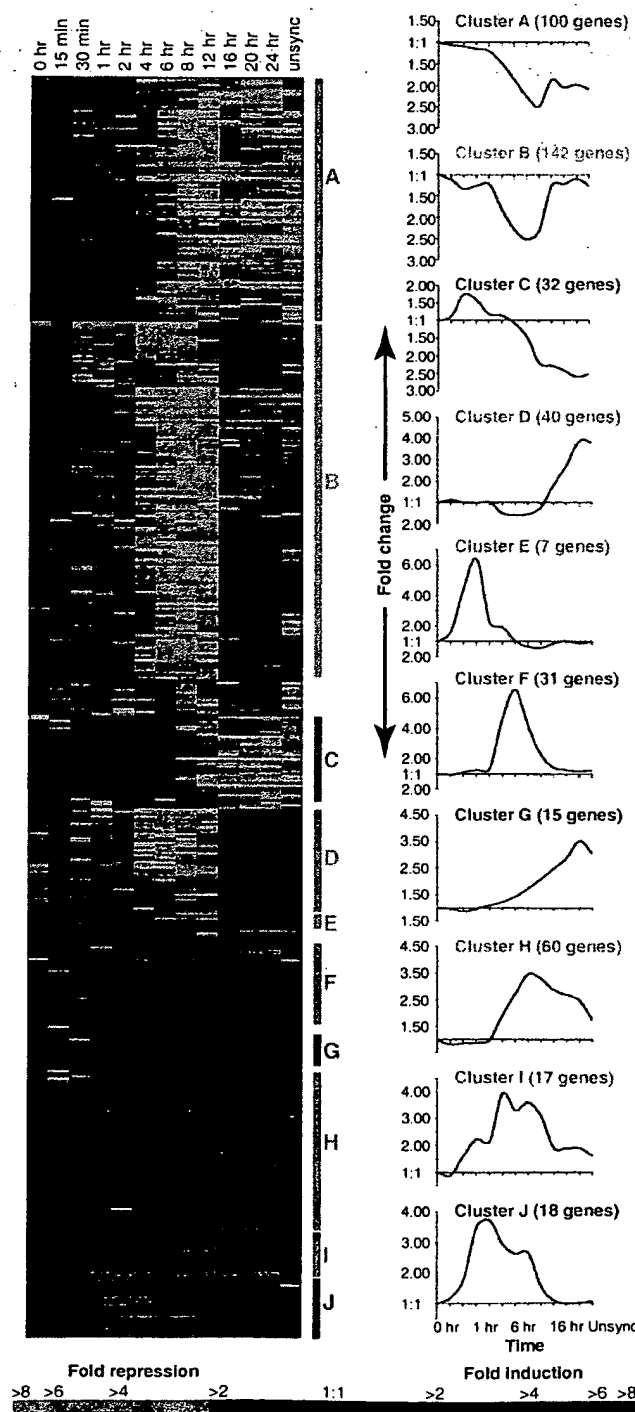 0 hr
15 min
30 min
1 hr
2 hr
4 hr
6 hr
8 hr
12 hr
16 hr
20 hr
24 hr
unsync
A
B
C
D
E
F
G
H
I
J
Fold change
Cluster A (100 genes)
1.50
1:1
1.50
2.00
2.50
3.00
Cluster B (142 genes)
1.50
1:1
1.50
2.00
2.50
3.00
Cluster C (32 genes)
2.00
1.50
1:1
1.50
2.00
2.50
3.00
Cluster D (40 genes)
5.00
4.00
3.00
2.00
1:1
2.00
Cluster E (7 genes)
6.00
4.00
2.00
1:1
2.00
Cluster F (31 genes)
6.00
4.00
2.00
1:1
2.00
Cluster G (15 genes)
4.50
3.50
2.50
1.50
1.50
Cluster H (60 genes)
4.50
3.50
2.50
1.50
Cluster I (17 genes)
4.00
3.00
2.00
1:1
Cluster J (18 genes)
4.00
3.00
2.00
1:1
0 hr 1 hr 6 hr 16 hr Unsync
Time
Fold repression Fold induction
>8 >6 >4 >2 1:1 >2 >4 >6 >8